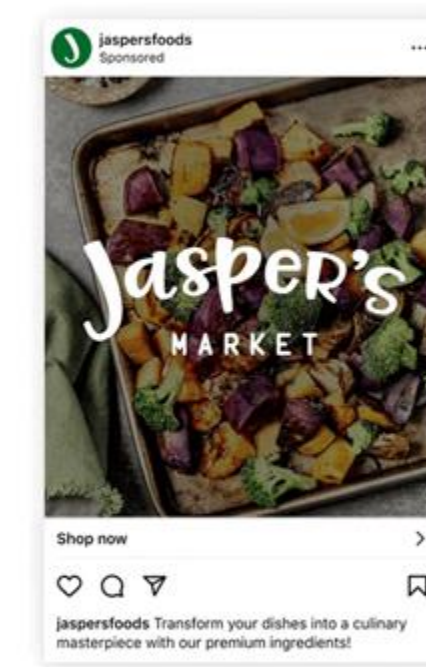 jaspersfoods
Sponsored
Jasper's
MARKET
Shop now
jaspersfoods Transform your dishes into a culinary
masterpiece with our premium ingredients!